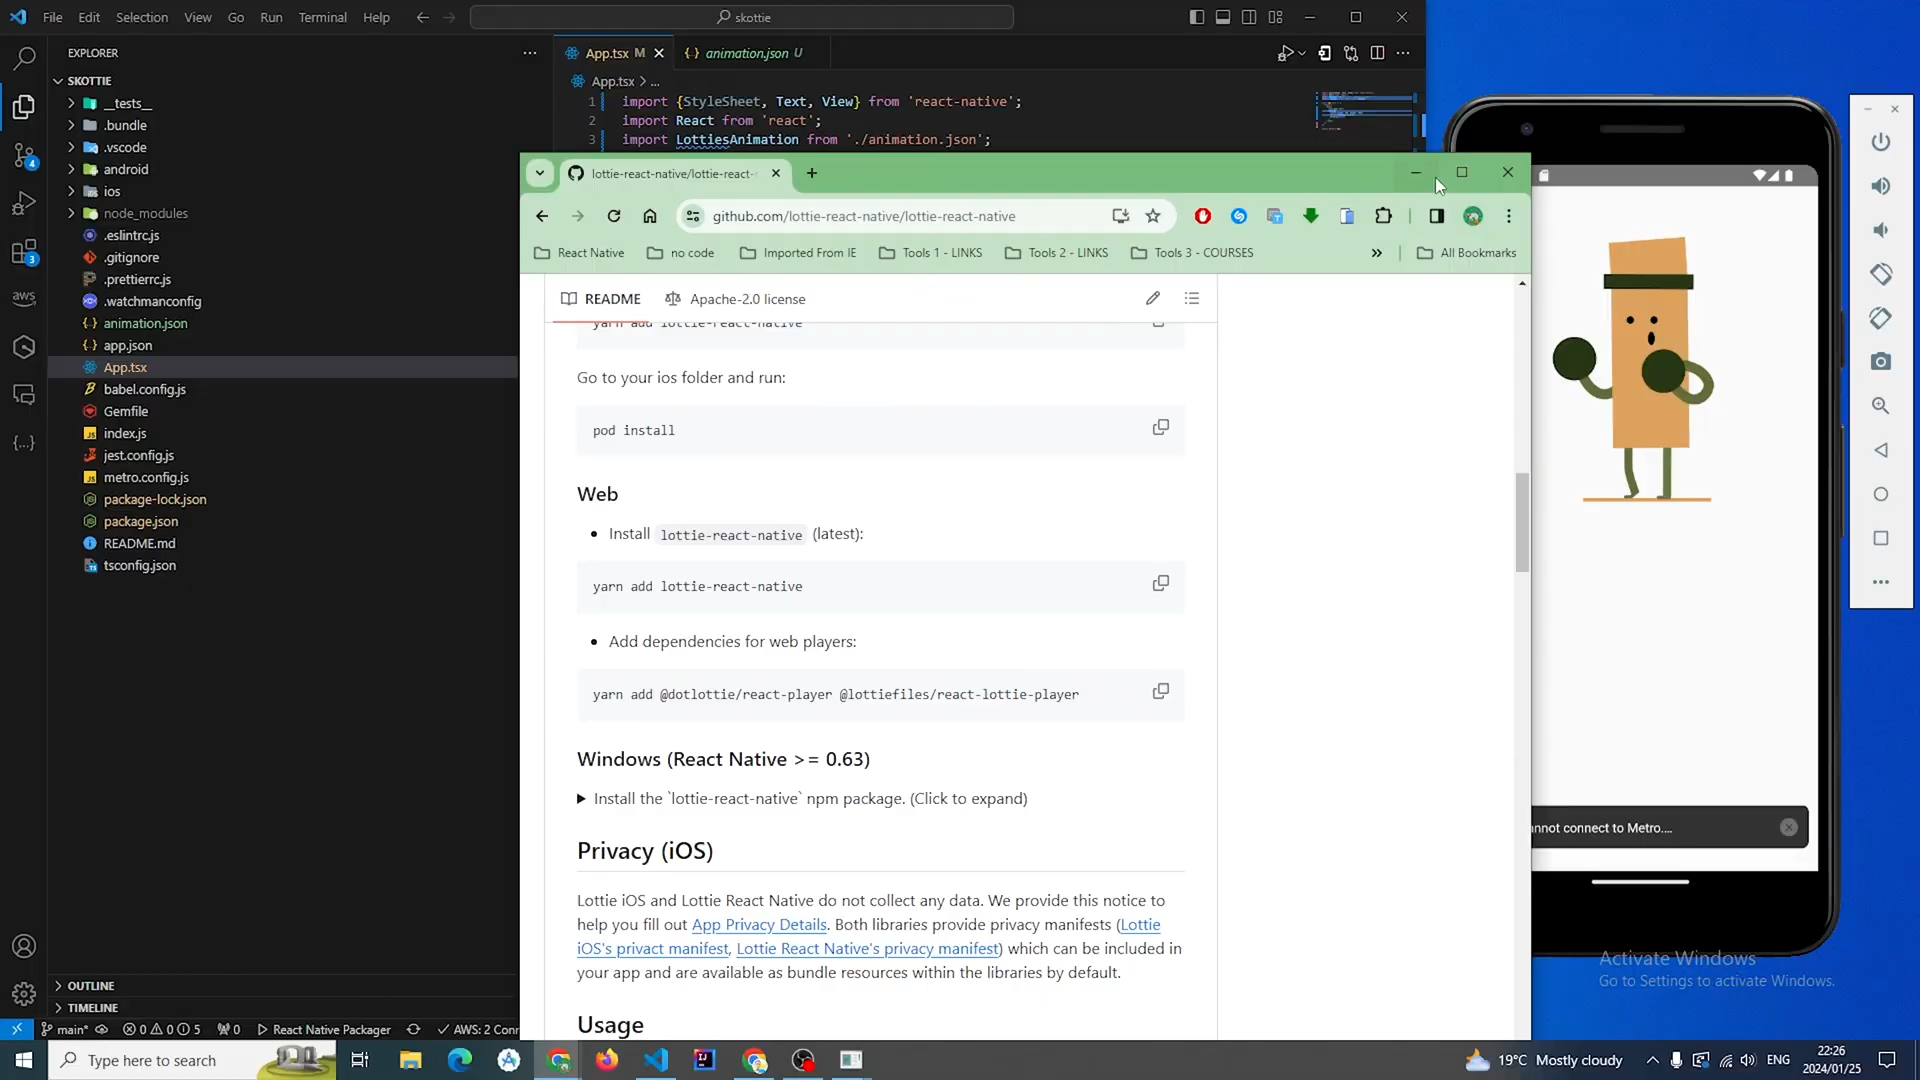 File Edit Selection View Go Run Terminal Help
skottie
EXPLORER
SKOTTIE
__tests__
.bundle
.vscode
android
ios
node_modules
.eslintrc.js
.gitignore
.prettierrc.js
.watchmanconfig
animation.json
app.json
App.tsx
babel.config.js
Gemfile
index.js
jest.config.js
metro.config.js
package-lock.json
package.json
README.md
tsconfig.json
OUTLINE
TIMELINE
App.tsx M
animation.json U
App.tsx > ...
1 import {StyleSheet, Text, View} from 'react-native';
2 import React from 'react';
3 import LottiesAnimation from './animation.json';
lottie-react-native/lottie-react-
github.com/lottie-react-native/lottie-react-native
React Native no code Imported From IE Tools 1 - LINKS Tools 2 - LINKS Tools 3 - COURSES » All Bookmarks
README Apache-2.0 license
yarn add lottie-react-native
Go to your ios folder and run:
pod install
Web
Install lottie-react-native (latest):
yarn add lottie-react-native
Add dependencies for web players:
yarn add @dotlottie/react-player @lottiefiles/react-lottie-player
Windows (React Native >= 0.63)
Install the `lottie-react-native` npm package. (Click to expand)
Privacy (iOS)
Lottie iOS and Lottie React Native do not collect any data. We provide this notice to
help you fill out App Privacy Details. Both libraries provide privacy manifests (Lottie
iOS's privact manifest, Lottie React Native's privacy manifest) which can be included in
your app and are available as bundle resources within the libraries by default.
Usage
nnot connect to Metro....
Activate Windows
Go to Settings to activate Windows.
main* 0 0 5 0 React Native Packager AWS: 2 Conr
Type here to search
19°C Mostly cloudy ENG
22:26
2024/01/25